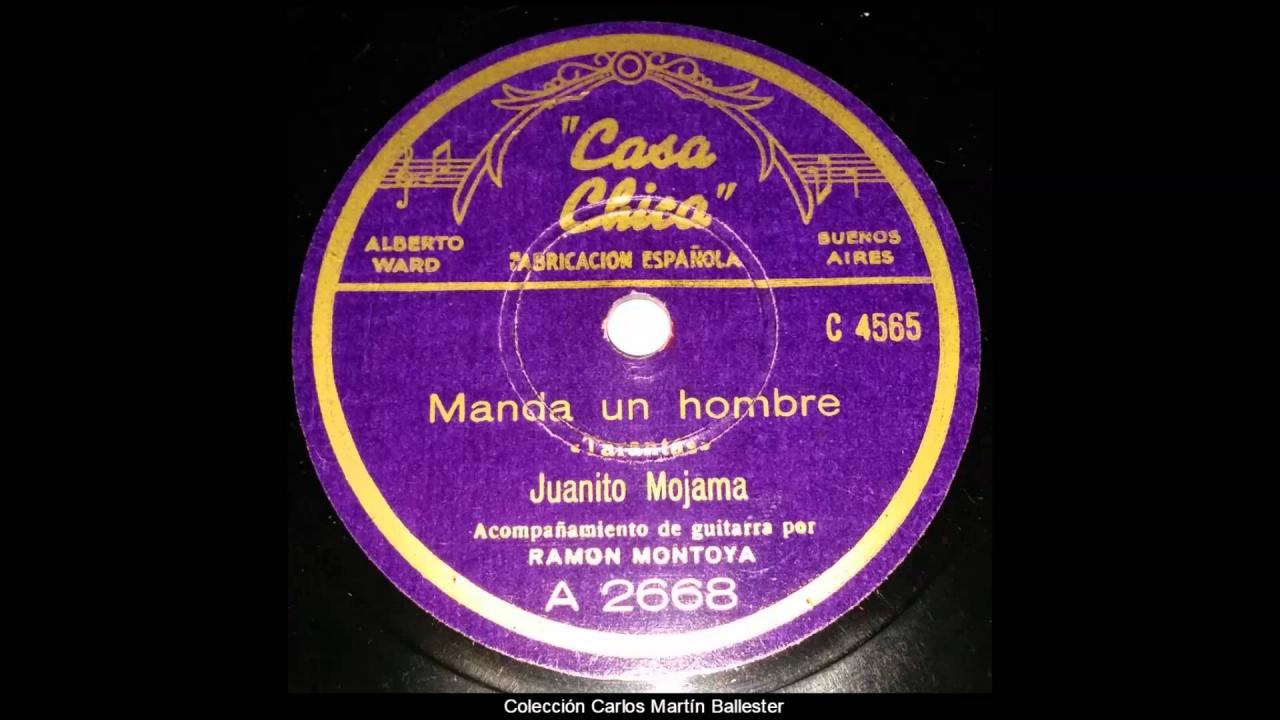 "Casa
Chica"
ALBERTO
WARD
BUENOS
AIRES
FABRICACION ESPAÑOLA
C 4565
Manda un hombre
«Tarantas»
Juanito Mojama
Acompañamiento de guitarra por
RAMON MONTOYA
A 2668
Colección Carlos Martín Ballester